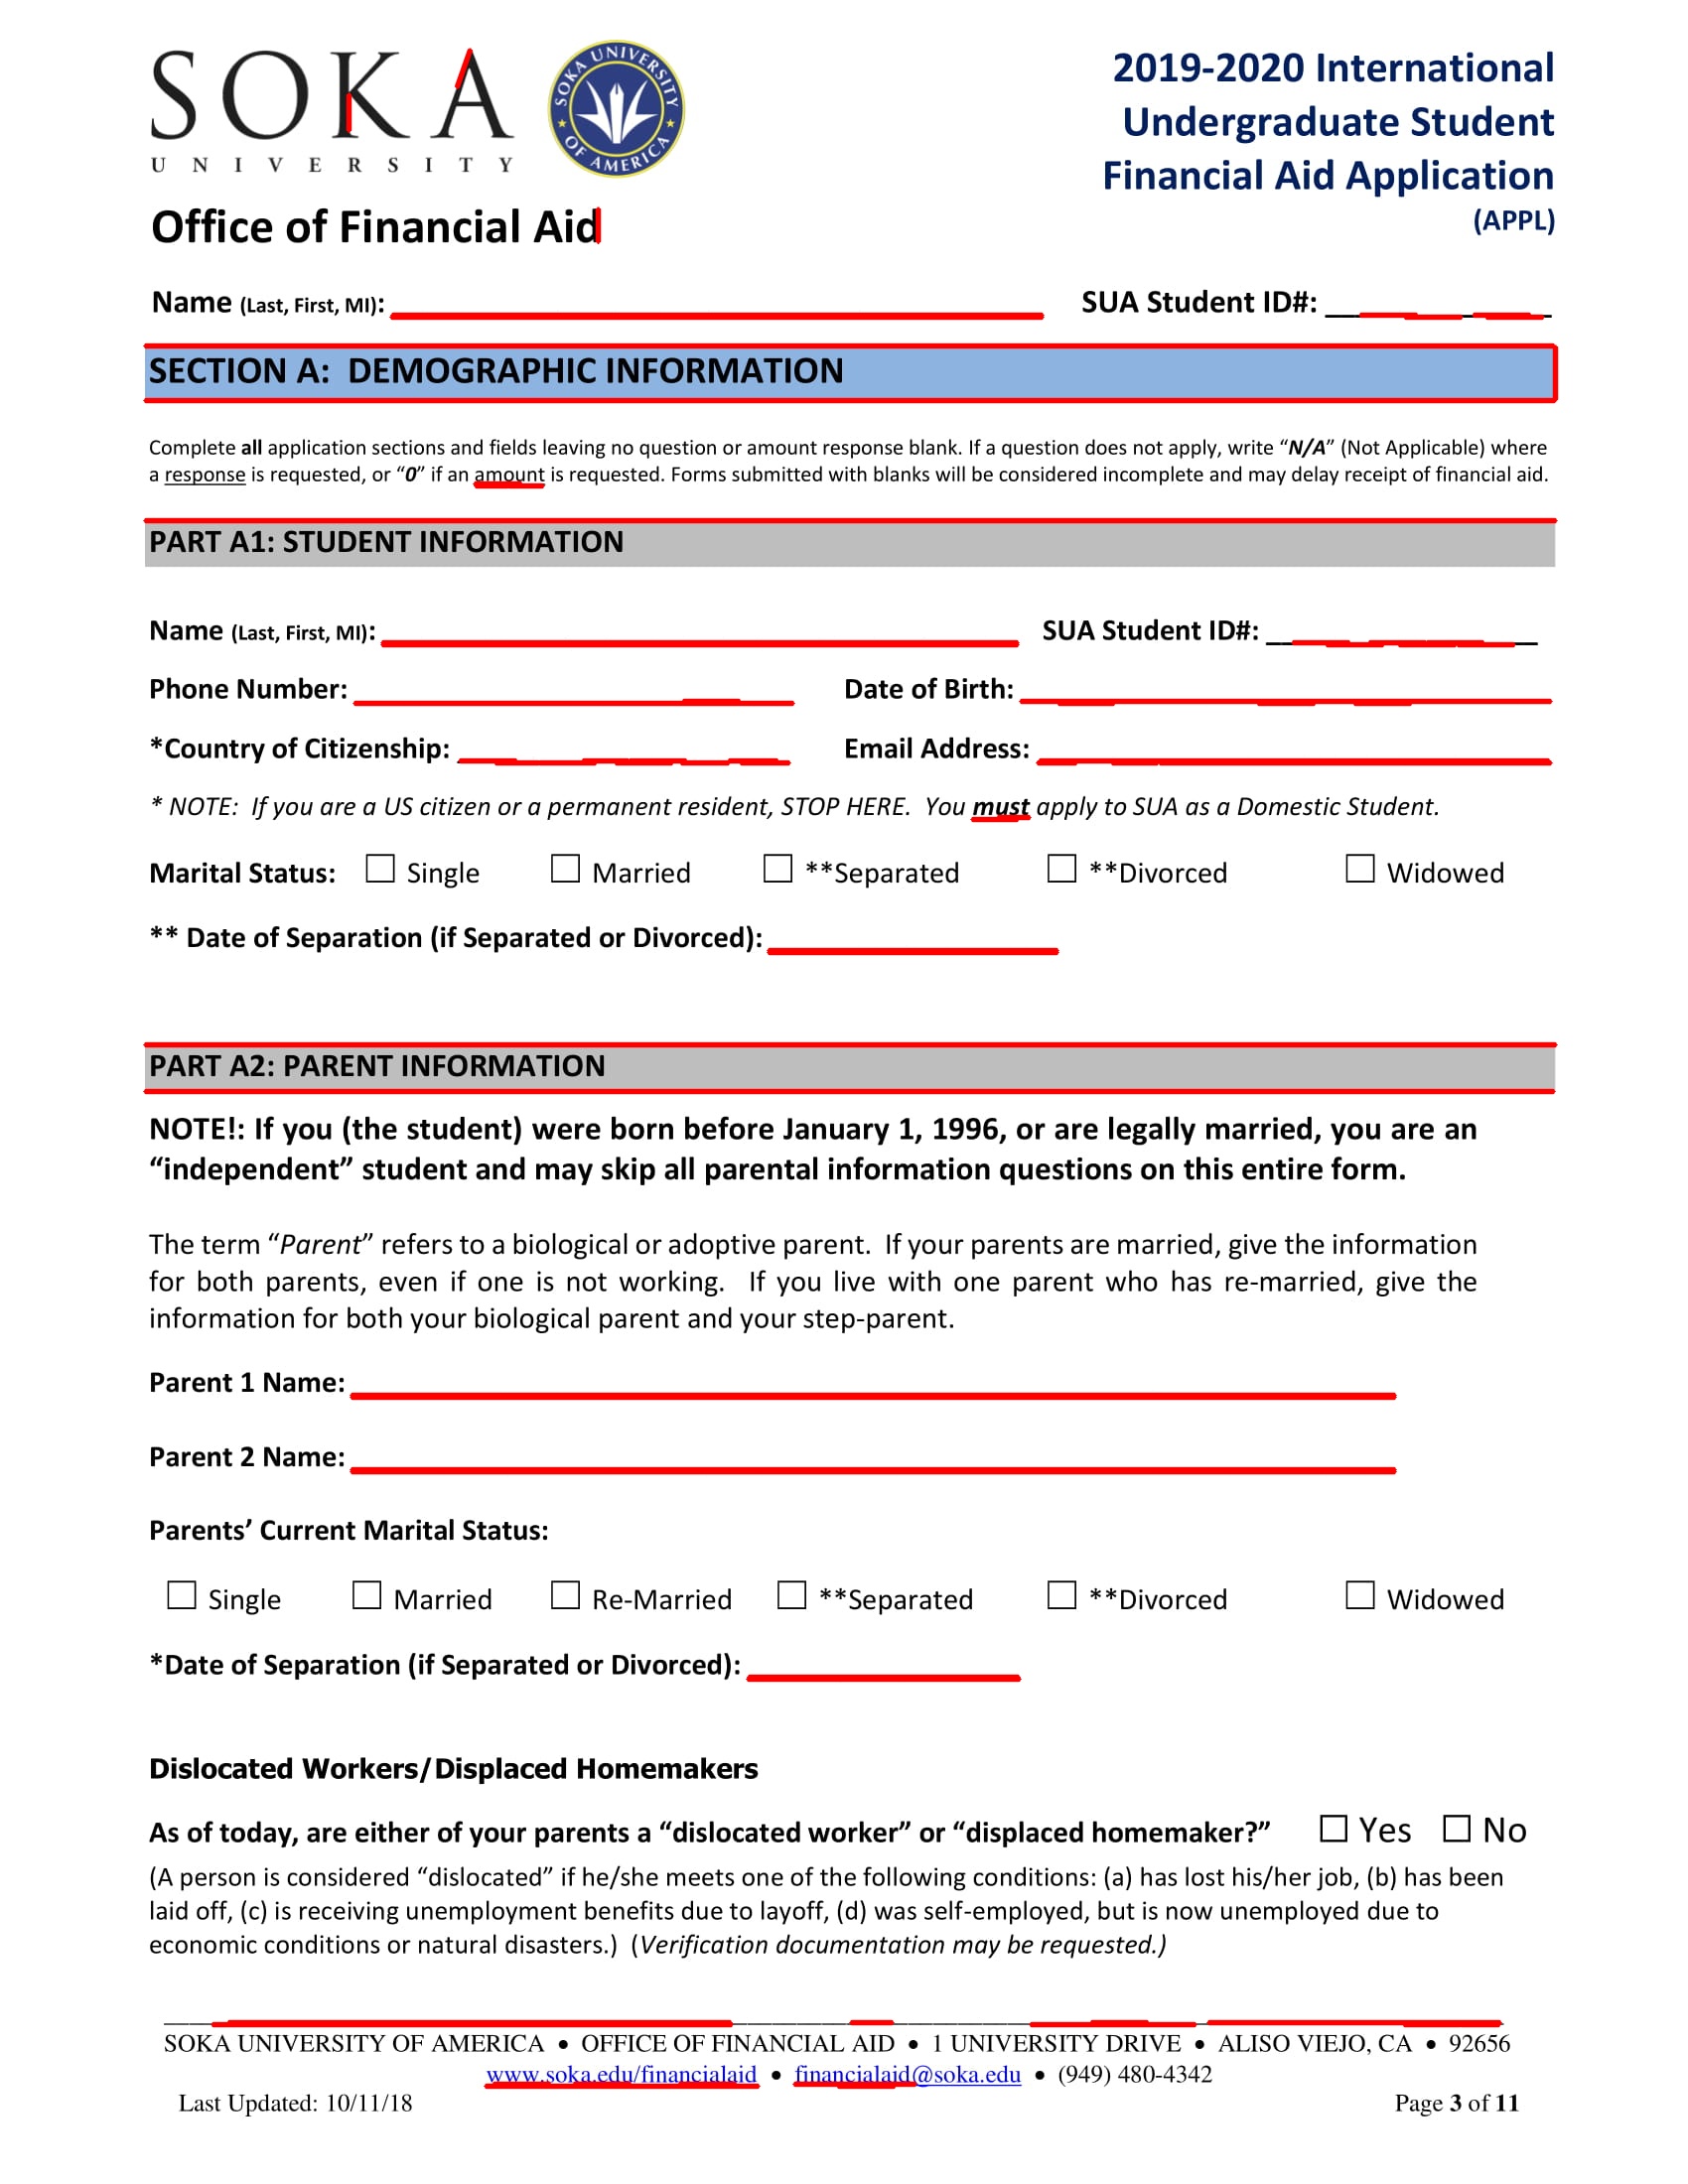 SOKA
UNIVERSITY
SOKA UNIVERSITY OF AMERICA
2019-2020 International
Undergraduate Student
Financial Aid Application
(APPL)
Office of Financial Aid
Name (Last, First, MI): SUA Student ID#:
SECTION A: DEMOGRAPHIC INFORMATION
Complete all application sections and fields leaving no question or amount response blank. If a question does not apply, write “N/A” (Not Applicable) where
a response is requested, or “0” if an amount is requested. Forms submitted with blanks will be considered incomplete and may delay receipt of financial aid.
PART A1: STUDENT INFORMATION
Name (Last, First, MI): SUA Student ID#:
Phone Number: Date of Birth:
*Country of Citizenship: Email Address:
* NOTE: If you are a US citizen or a permanent resident, STOP HERE. You must apply to SUA as a Domestic Student.
Marital Status: ☐ Single ☐ Married ☐ **Separated ☐ **Divorced ☐ Widowed
** Date of Separation (if Separated or Divorced):
PART A2: PARENT INFORMATION
NOTE!: If you (the student) were born before January 1, 1996, or are legally married, you are an
“independent” student and may skip all parental information questions on this entire form.
The term “Parent” refers to a biological or adoptive parent. If your parents are married, give the information
for both parents, even if one is not working. If you live with one parent who has re-married, give the
information for both your biological parent and your step-parent.
Parent 1 Name:
Parent 2 Name:
Parents’ Current Marital Status:
☐ Single ☐ Married ☐ Re-Married ☐ **Separated ☐ **Divorced ☐ Widowed
*Date of Separation (if Separated or Divorced):
Dislocated Workers/Displaced Homemakers
As of today, are either of your parents a “dislocated worker” or “displaced homemaker?” ☐ Yes ☐ No
(A person is considered “dislocated” if he/she meets one of the following conditions: (a) has lost his/her job, (b) has been
laid off, (c) is receiving unemployment benefits due to layoff, (d) was self-employed, but is now unemployed due to
economic conditions or natural disasters.) (Verification documentation may be requested.)
SOKA UNIVERSITY OF AMERICA • OFFICE OF FINANCIAL AID • 1 UNIVERSITY DRIVE • ALISO VIEJO, CA • 92656
www.soka.edu/financialaid • financialaid@soka.edu • (949) 480-4342
Last Updated: 10/11/18 Page 3 of 11